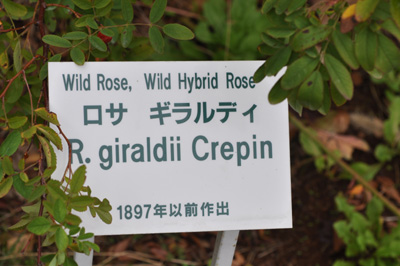 Wild Rose, Wild Hybrid Rose
ロサ ギラルディ
R. giraldii Crepin
1897年以前作出